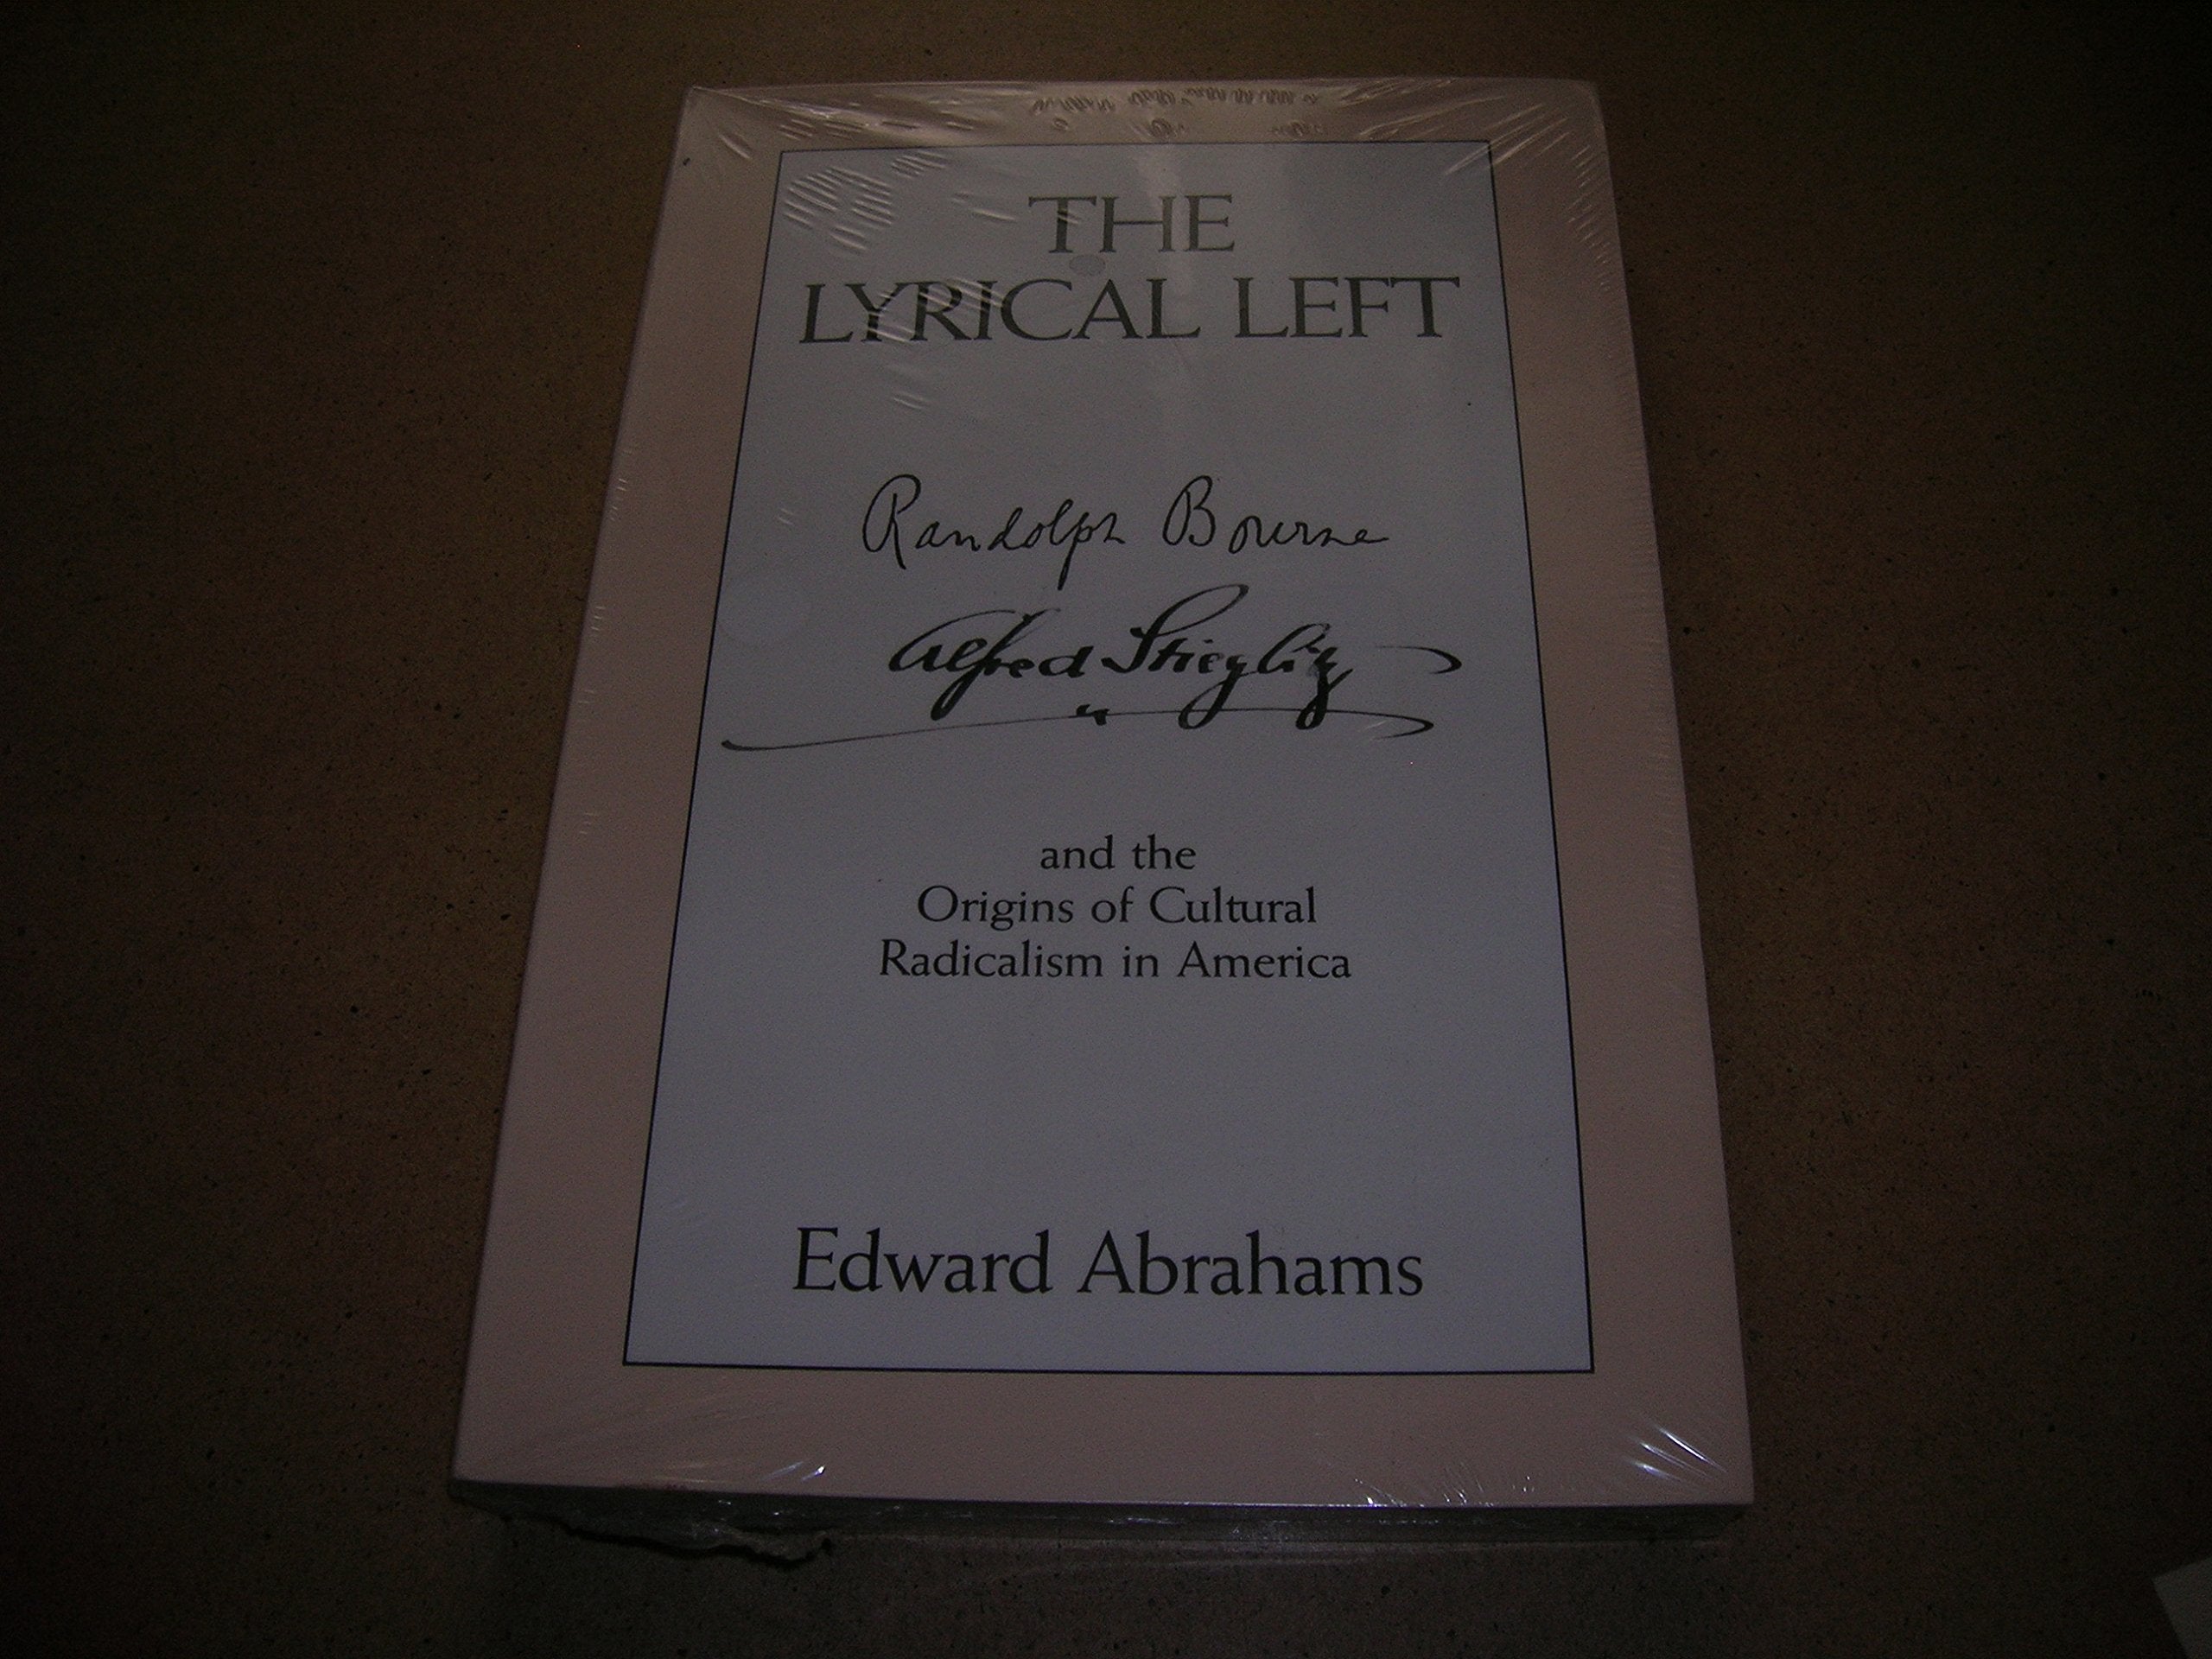 THE
LYRICAL LEFT
Randolph Bourne
Alfred Stieglitz
and the
Origins of Cultural
Radicalism in America
Edward Abrahams